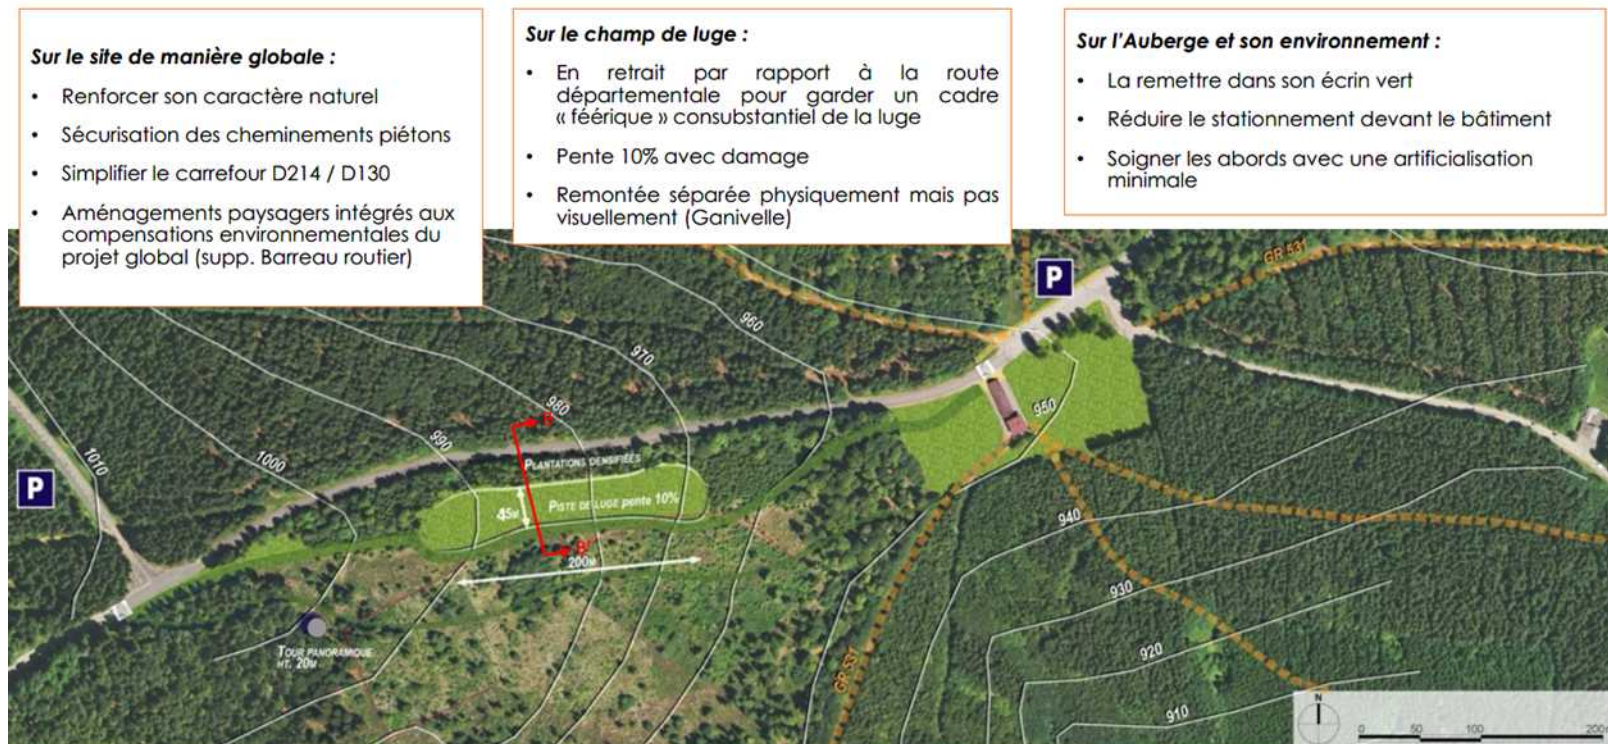 Sur le site de manière globale :
• Renforcer son caractère naturel
• Sécurisation des cheminements piétons
• Simplifier le carrefour D214 / D130
• Aménagements paysagers intégrés aux
compensations environnementales du
projet global (supp. Barreau routier)
Sur le champ de luge :
• En retrait par rapport à la route
départementale pour garder un cadre
« féérique » consubstantiel de la luge
• Pente 10% avec damage
• Remontée séparée physiquement mais pas
visuellement (Ganivelle)
Sur l'Auberge et son environnement :
• La remettre dans son écrin vert
• Réduire le stationnement devant le bâtiment
• Soigner les abords avec une artificialisation
minimale
P
GR 531
960
970
980
990
1000
1010
P
950
B
PLANTATIONS DENSIFIÉES
PISTE DE LUGE pente 10%
45M
B'
200M
940
930
920
910
TOUR PANORAMIQUE
HT. 20M
GR 531
N
0 50 100 200m